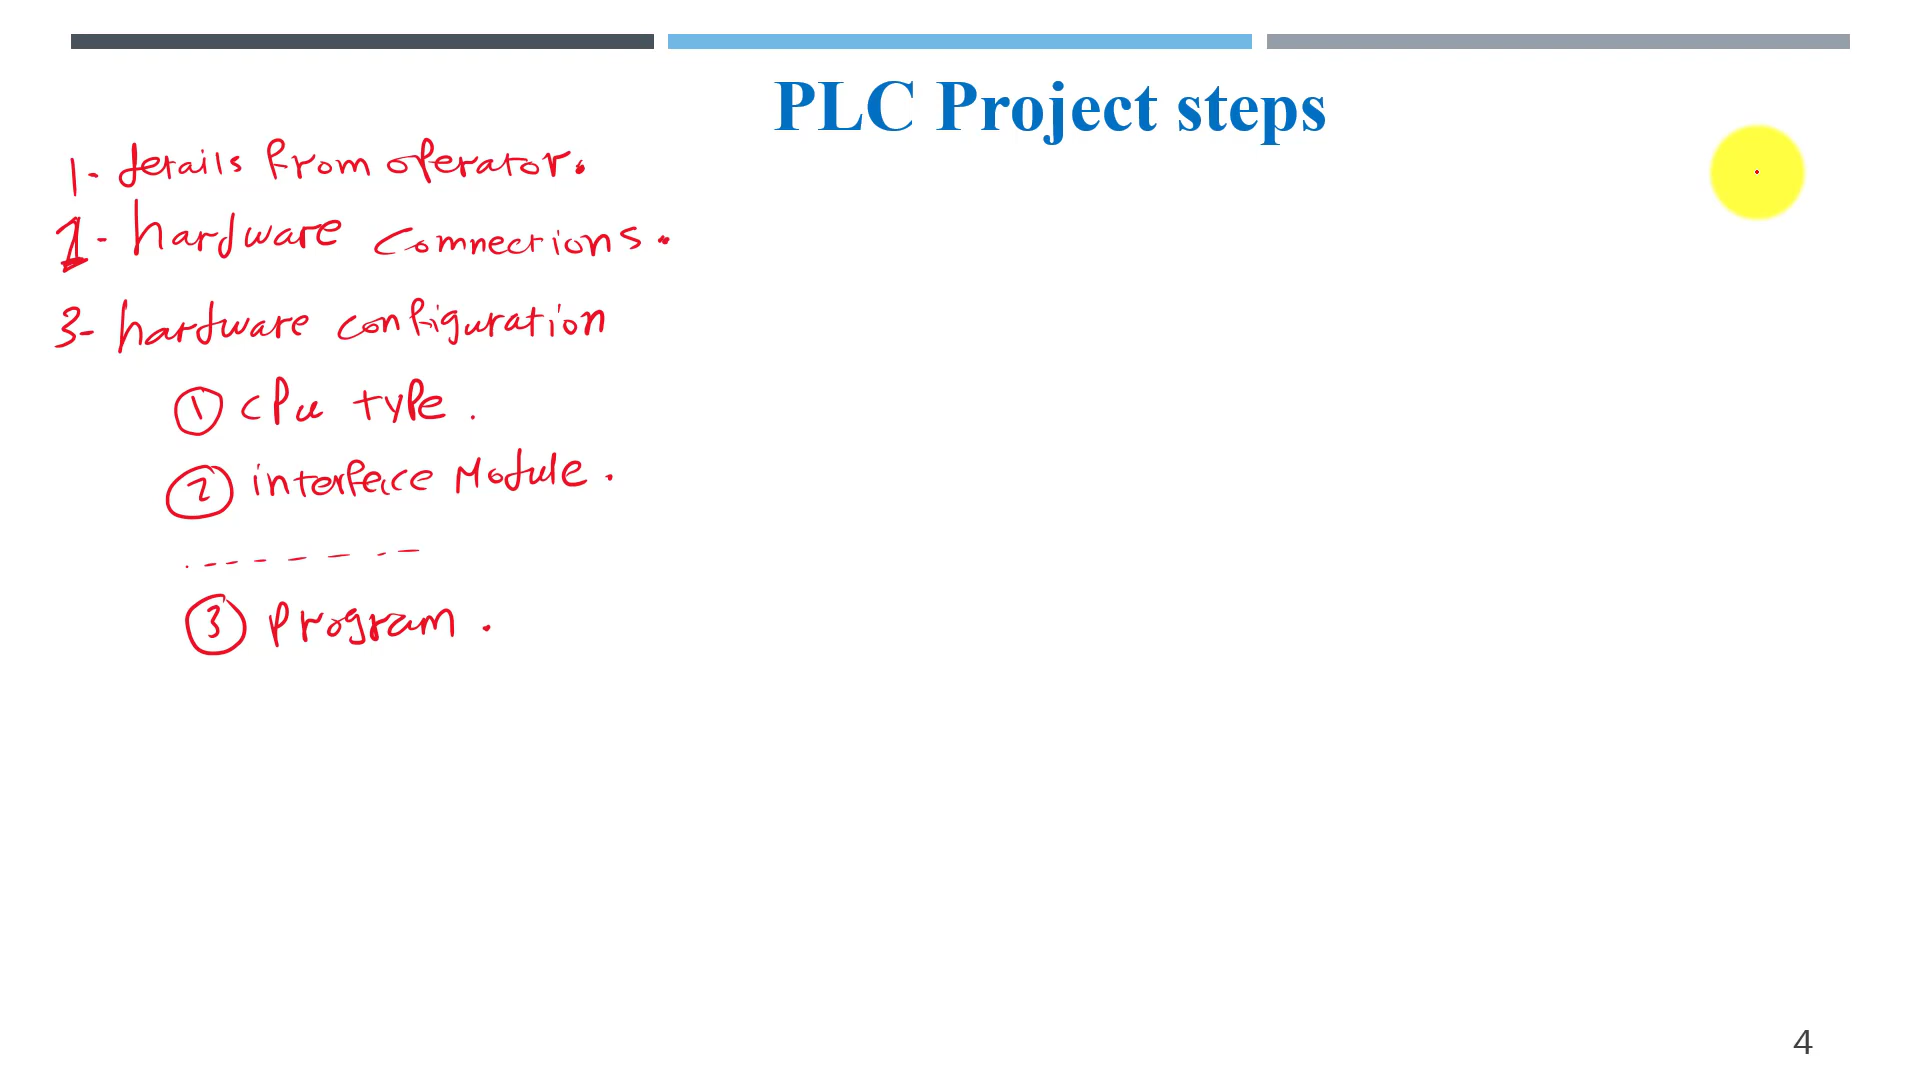 PLC Project steps
1- details from operator.
2- hardware connections.
3- hardware configuration
① cpu type.
② interface Module.
③ program.
4